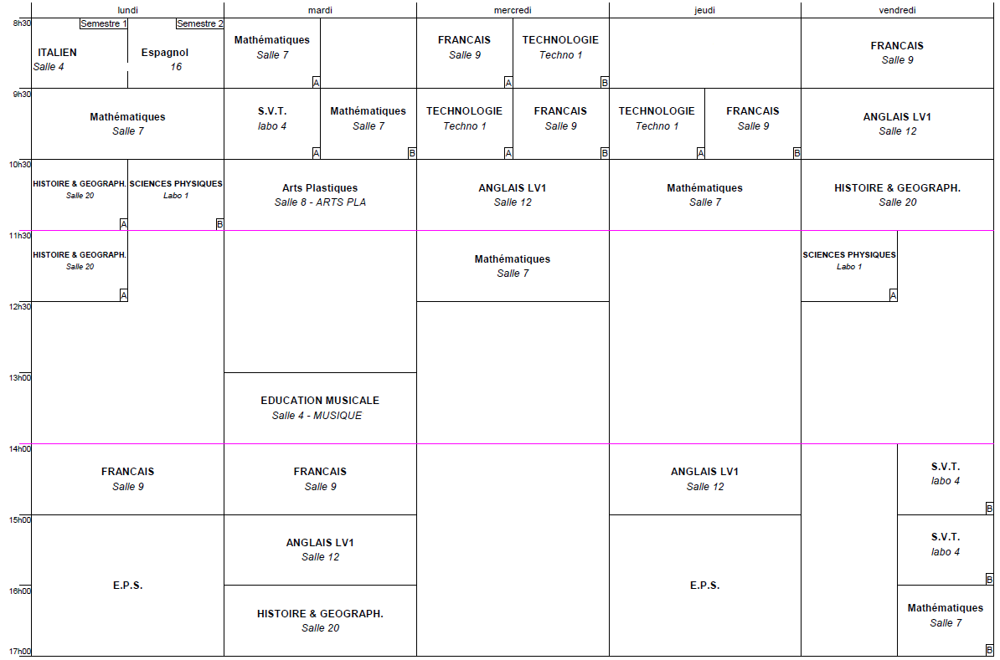 lundi mardi mercredi jeudi vendredi
8h30
Semestre 1 Semestre 2
ITALIEN
Salle 4
Espagnol
16
Mathématiques
Salle 7
A
FRANCAIS
Salle 9
A
TECHNOLOGIE
Techno 1
B
FRANCAIS
Salle 9
9h30
Mathématiques
Salle 7
S.V.T.
labo 4
A
Mathématiques
Salle 7
B
TECHNOLOGIE
Techno 1
A
FRANCAIS
Salle 9
B
TECHNOLOGIE
Techno 1
A
FRANCAIS
Salle 9
B
ANGLAIS LV1
Salle 12
10h30
HISTOIRE & GEOGRAPH.
Salle 20
A
SCIENCES PHYSIQUES
Labo 1
B
Arts Plastiques
Salle 8 - ARTS PLA
ANGLAIS LV1
Salle 12
Mathématiques
Salle 7
HISTOIRE & GEOGRAPH.
Salle 20
11h30
HISTOIRE & GEOGRAPH.
Salle 20
A
Mathématiques
Salle 7
SCIENCES PHYSIQUES
Labo 1
A
12h30
13h00
EDUCATION MUSICALE
Salle 4 - MUSIQUE
14h00
FRANCAIS
Salle 9
FRANCAIS
Salle 9
ANGLAIS LV1
Salle 12
S.V.T.
labo 4
B
15h00
E.P.S.
ANGLAIS LV1
Salle 12
E.P.S.
S.V.T.
labo 4
B
16h00
HISTOIRE & GEOGRAPH.
Salle 20
Mathématiques
Salle 7
B
17h00